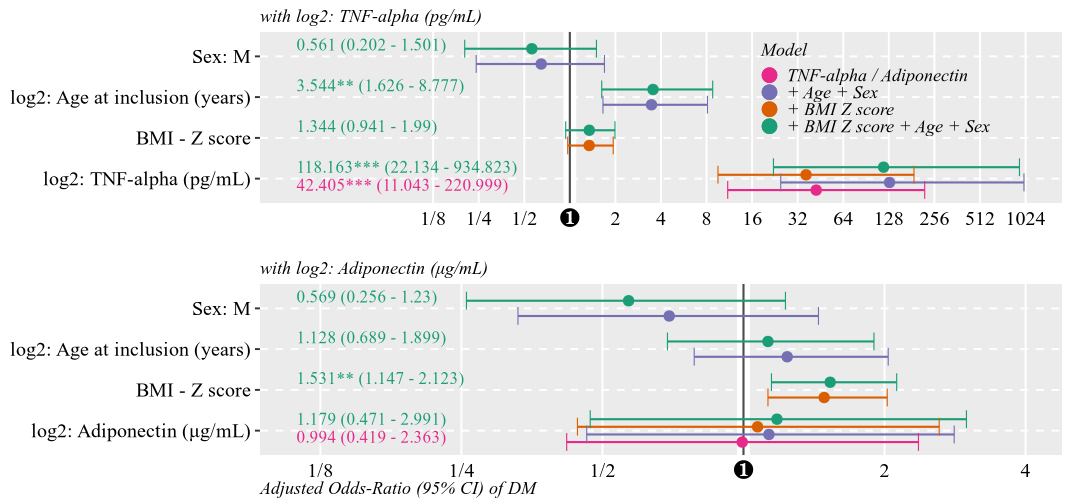 with log2: TNF-alpha (pg/mL)
Sex: M
0.561 (0.202 - 1.501)
log2: Age at inclusion (years)
3.544** (1.626 - 8.777)
BMI - Z score
1.344 (0.941 - 1.99)
log2: TNF-alpha (pg/mL)
118.163*** (22.134 - 934.823)
42.405*** (11.043 - 220.999)
Model
TNF-alpha / Adiponectin
+ Age + Sex
+ BMI Z score
+ BMI Z score + Age + Sex
1/8 1/4 1/2 1 2 4 8 16 32 64 128 256 512 1024
with log2: Adiponectin (μg/mL)
Sex: M
0.569 (0.256 - 1.23)
log2: Age at inclusion (years)
1.128 (0.689 - 1.899)
BMI - Z score
1.531** (1.147 - 2.123)
log2: Adiponectin (μg/mL)
1.179 (0.471 - 2.991)
0.994 (0.419 - 2.363)
1/8 1/4 1/2 1 2 4
Adjusted Odds-Ratio (95% CI) of DM